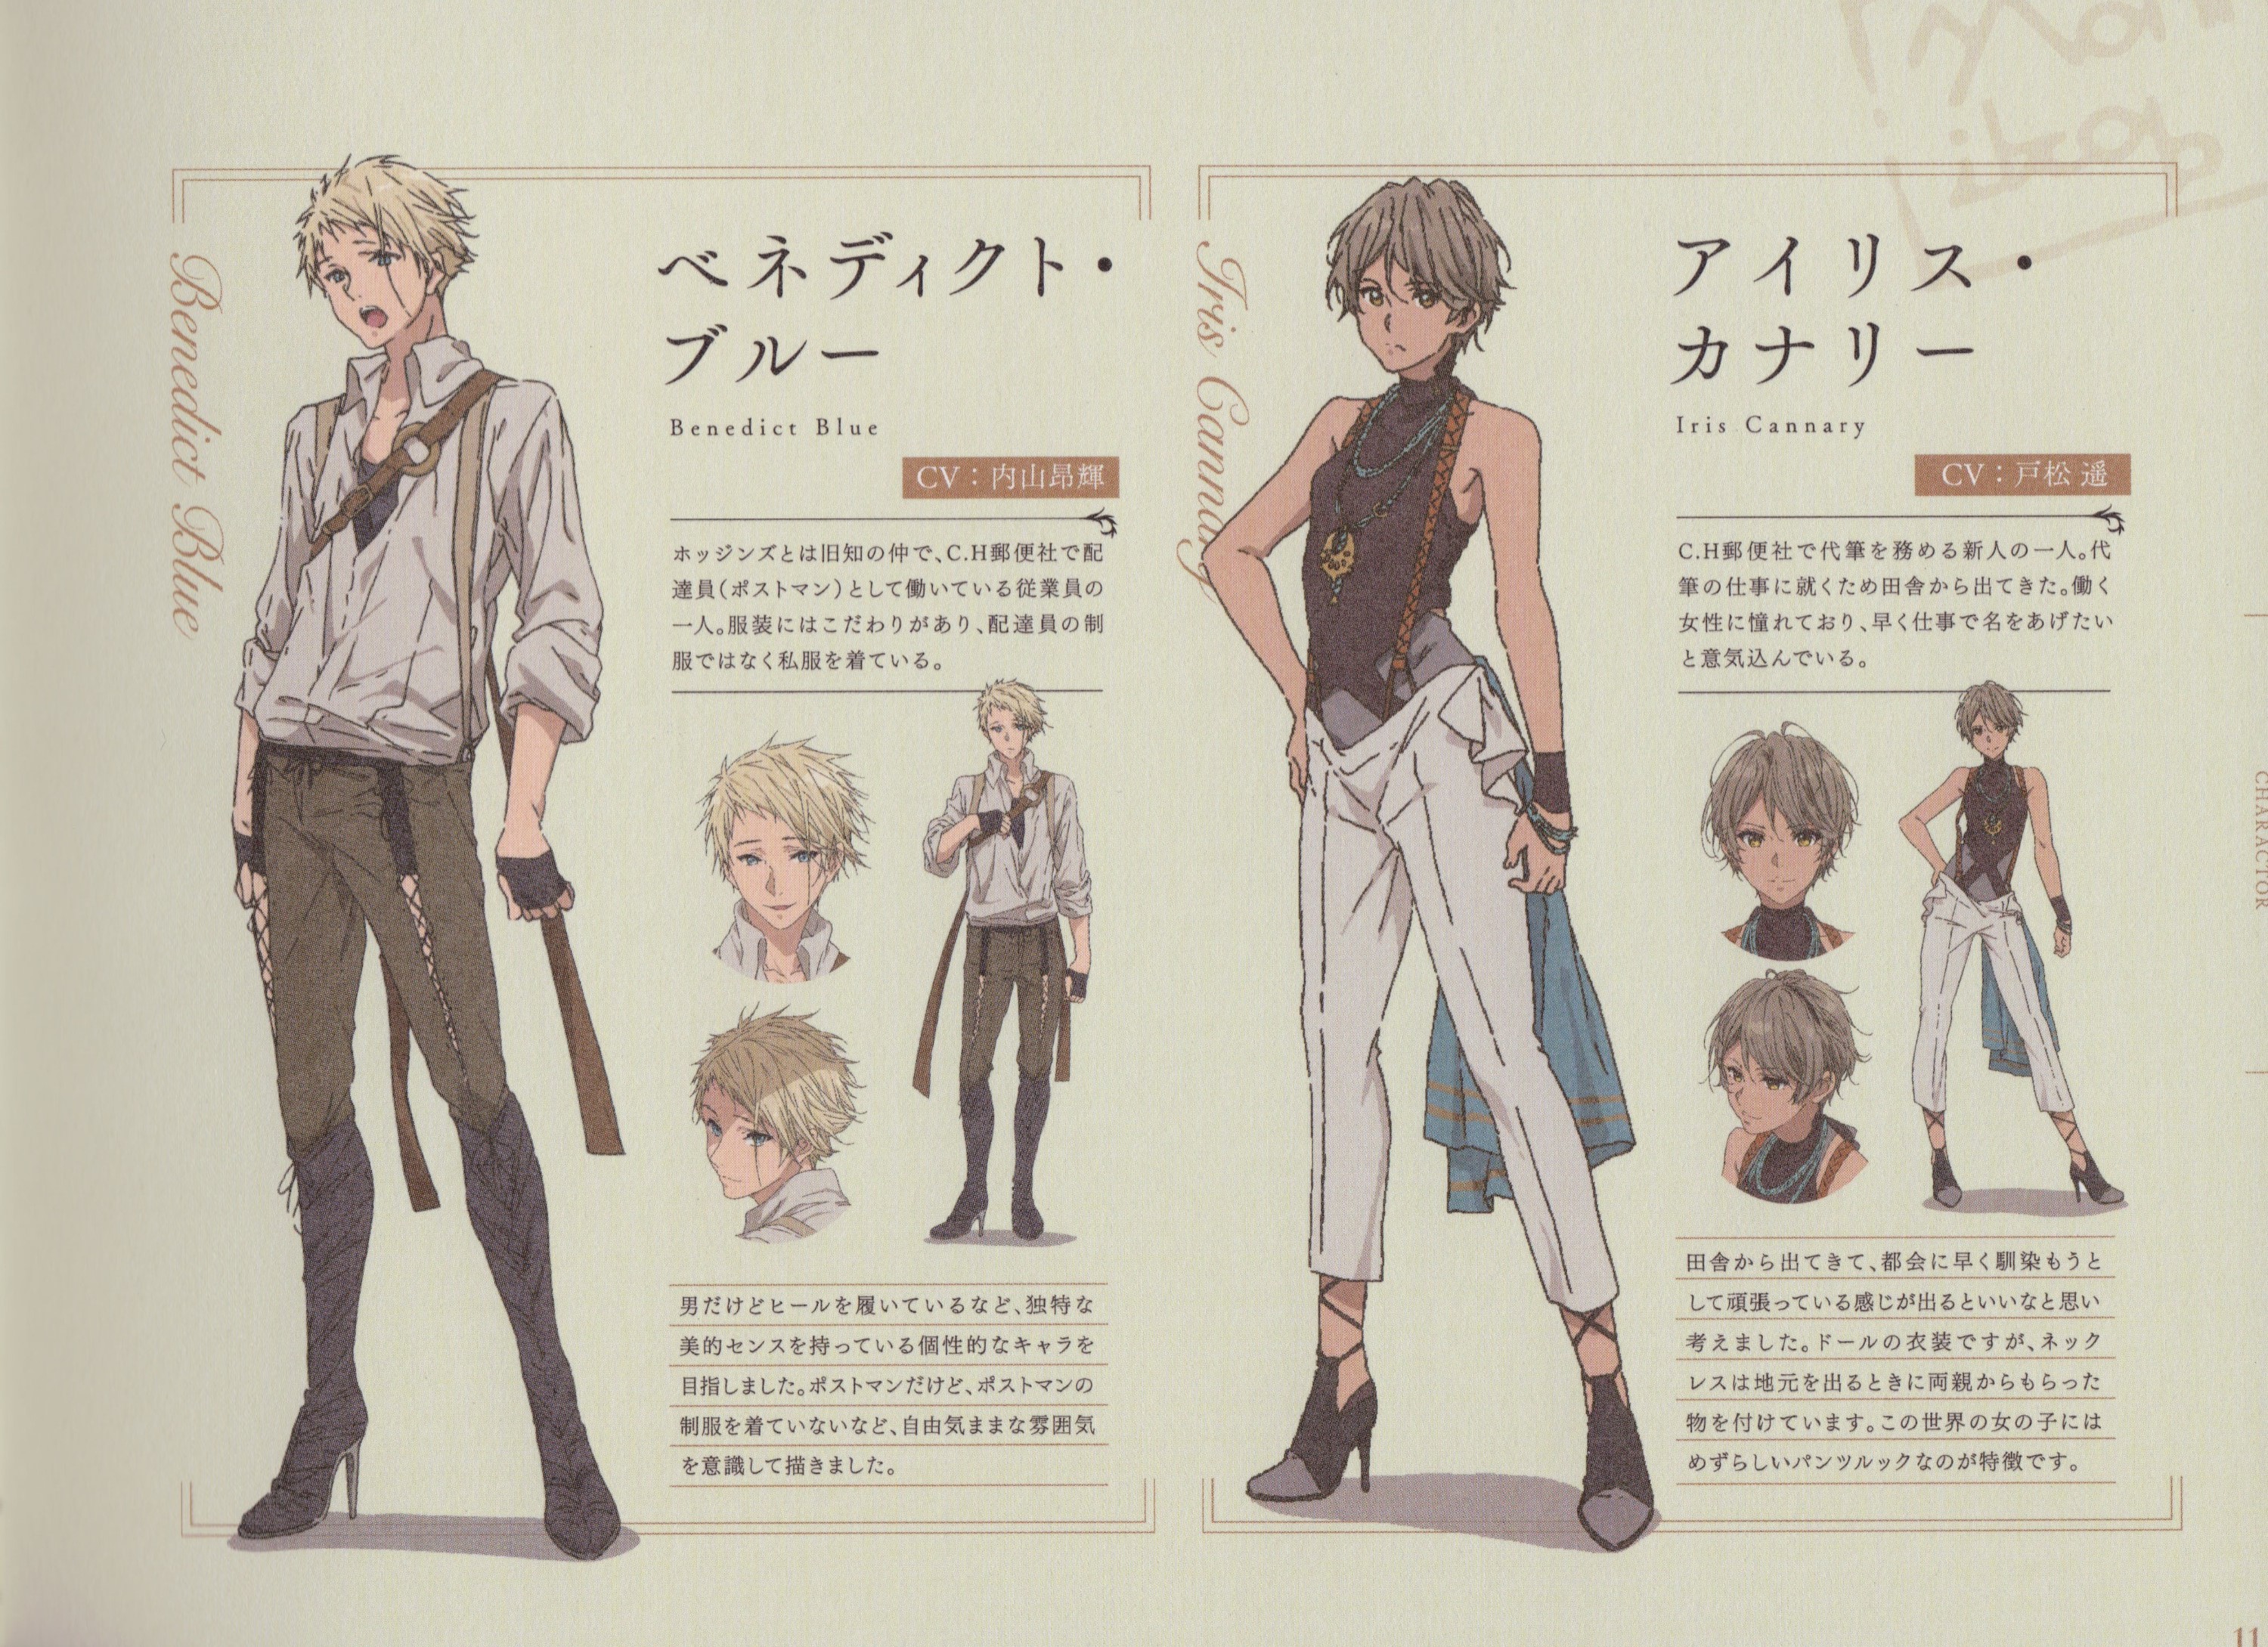 Benedict Blue
ベネディクト・
ブルー
Benedict Blue
CV：内山昂輝
ホッジンズとは旧知の仲で、C.H郵便社で配
達員（ポストマン）として働いている従業員の
一人。服装にはこだわりがあり、配達員の制
服ではなく私服を着ている。
男だけどヒールを履いているなど、独特な
美的センスを持っている個性的なキャラを
目指しました。ポストマンだけど、ポストマンの
制服を着ていないなど、自由気ままな雰囲気
を意識して描きました。
Iris Cannary
アイリス・
カナリー
Iris Cannary
CV：戸松 遥
C.H郵便社で代筆を務める新人の一人。代
筆の仕事に就くため田舎から出てきた。働く
女性に憧れており、早く仕事で名をあげたい
と意気込んでいる。
田舎から出てきて、都会に早く馴染もうと
して頑張っている感じが出るといいなと思い
考えました。ドールの衣装ですが、ネック
レスは地元を出るときに両親からもらった
物を付けています。この世界の女の子には
めずらしいパンツルックなのが特徴です。
CHARACTOR
11